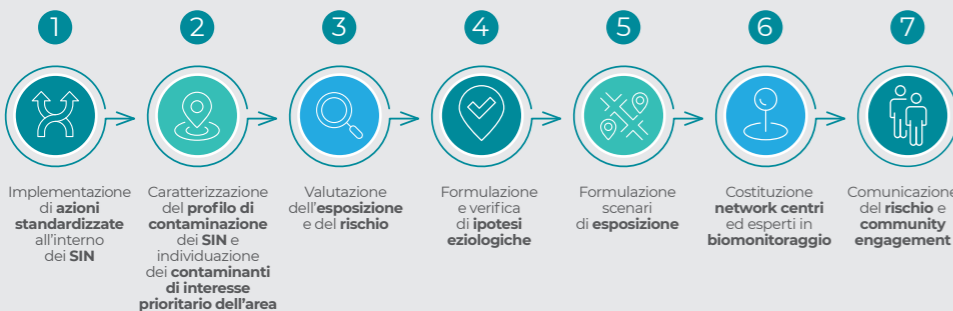 1
Implementazione
di azioni
standardizzate
all'interno
dei SIN
2
Caratterizzazione
del profilo di
contaminazione
dei SIN e
individuazione
dei contaminanti
di interesse
prioritario dell'area
3
Valutazione
dell'esposizione
e del rischio
4
Formulazione
e verifica
di ipotesi
eziologiche
5
Formulazione
scenari
di esposizione
6
Costituzione
network centri
ed esperti in
biomonitoraggio
7
Comunicazione
del rischio e
community
engagement